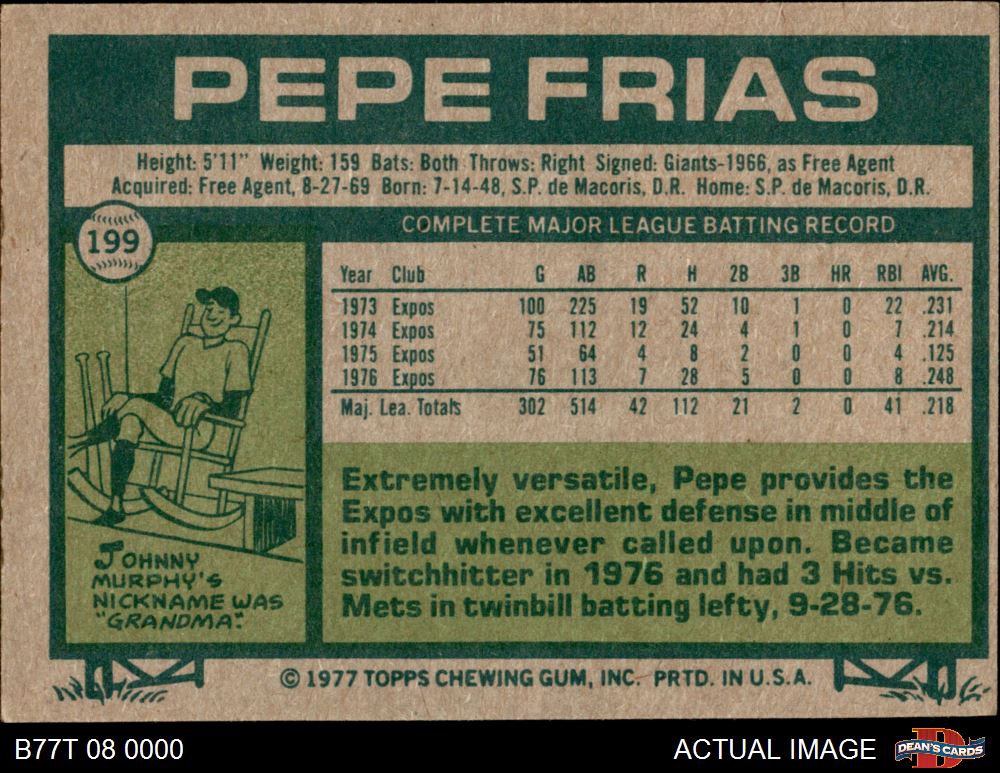 PEPE FRIAS
Height: 5'11" Weight: 159 Bats: Both Throws: Right Signed: Giants-1966, as Free Agent
Acquired: Free Agent, 8-27-69 Born: 7-14-48, S.P. de Macoris, D.R. Home: S.P. de Macoris, D.R.
199
COMPLETE MAJOR LEAGUE BATTING RECORD
Year Club G AB R H 2B 3B HR RBI AVG.
1973 Expos 100 225 19 52 10 1 0 22 .231
1974 Expos 75 112 12 24 4 1 0 7 .214
1975 Expos 51 64 4 8 2 0 0 4 .125
1976 Expos 76 113 7 28 5 0 0 8 .248
Maj. Lea. Totals 302 514 42 112 21 2 0 41 .218
Extremely versatile, Pepe provides the
Expos with excellent defense in middle of
infield whenever called upon. Became
switchhitter in 1976 and had 3 Hits vs.
Mets in twinbill batting lefty, 9-28-76.
JOHNNY
MURPHY'S
NICKNAME WAS
"GRANDMA."
© 1977 TOPPS CHEWING GUM, INC. PRTD. IN U.S.A.
B77T 08 0000
ACTUAL IMAGE
D
DEAN'S CARDS